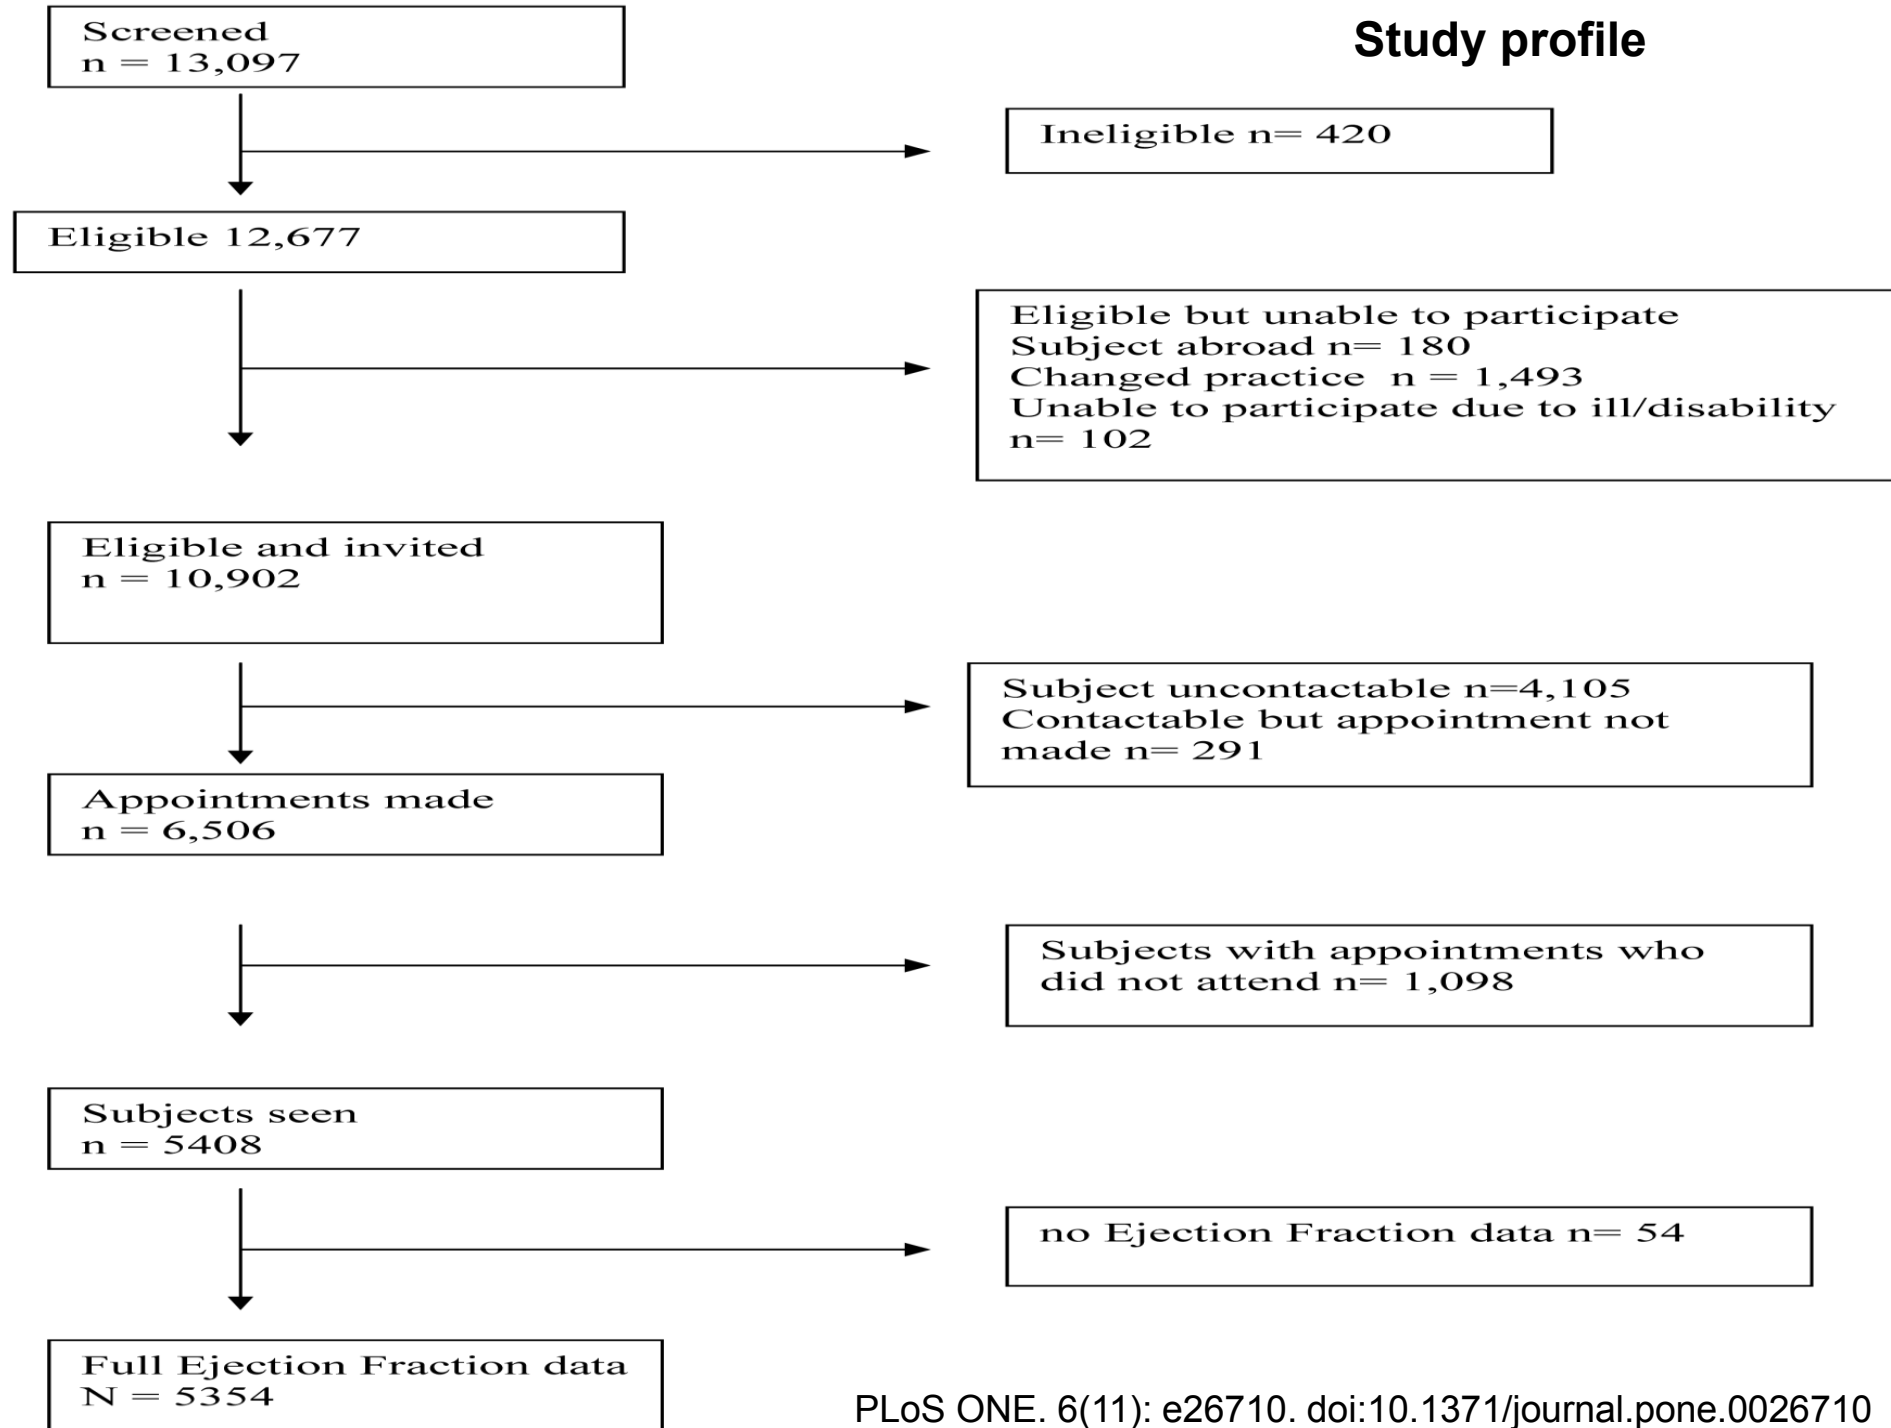 Study profile
Screened
n = 13,097
Ineligible n= 420
Eligible 12,677
Eligible but unable to participate
Subject abroad n= 180
Changed practice  n = 1,493
Unable to participate due to ill/disability
n= 102
Eligible and invited
n = 10,902
Subject uncontactable n=4,105
Contactable but appointment not
made n= 291
Appointments made
n = 6,506
Subjects with appointments who
did not attend n= 1,098
Subjects seen
n = 5408
no Ejection Fraction data n= 54
Full Ejection Fraction data
N = 5354
PLoS ONE. 6(11): e26710. doi:10.1371/journal.pone.0026710